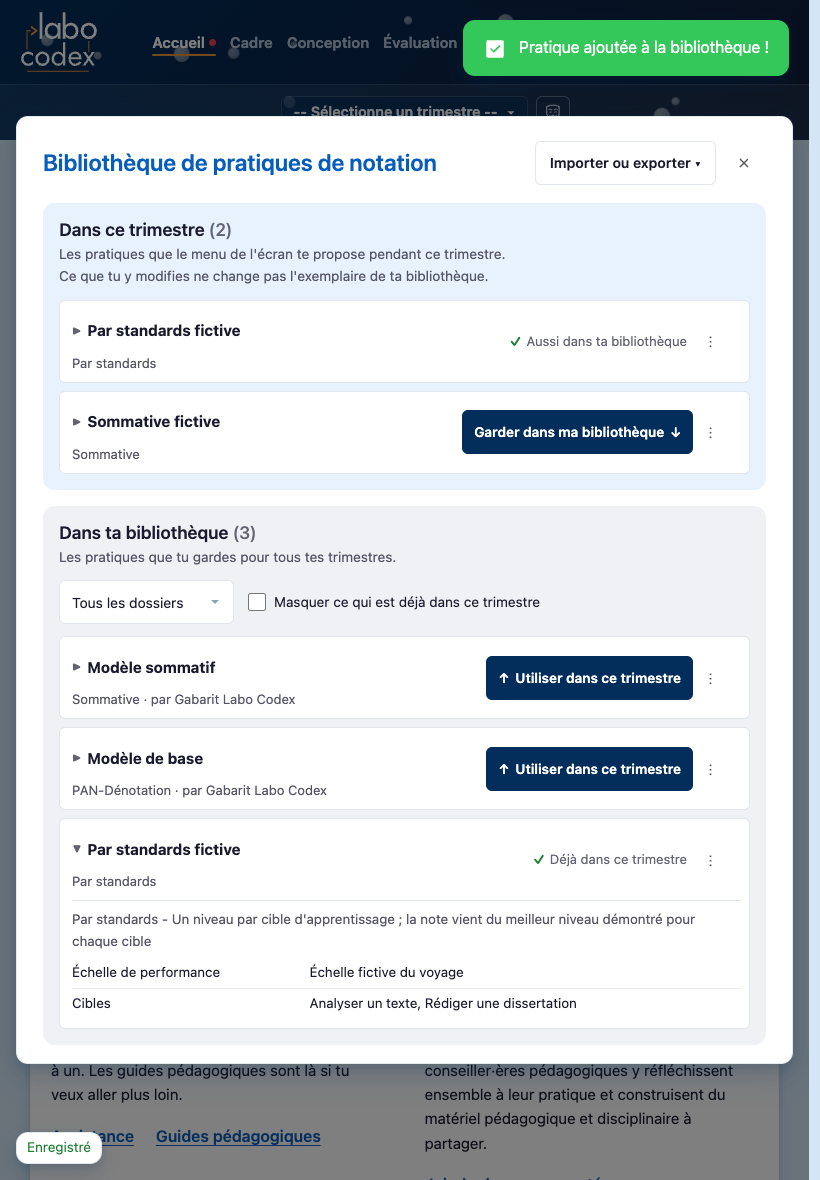 labo
codex
Accueil
Cadre
Conception
Évaluation
Pratique ajoutée à la bibliothèque !
-- Sélectionne un trimestre --
Bibliothèque de pratiques de notation
Importer ou exporter ▾
×
Dans ce trimestre (2)
Les pratiques que le menu de l'écran te propose pendant ce trimestre.
Ce que tu y modifies ne change pas l'exemplaire de ta bibliothèque.
▶ Par standards fictive
Par standards
✓ Aussi dans ta bibliothèque
▶ Sommative fictive
Sommative
Garder dans ma bibliothèque ↓
Dans ta bibliothèque (3)
Les pratiques que tu gardes pour tous tes trimestres.
Tous les dossiers
Masquer ce qui est déjà dans ce trimestre
▶ Modèle sommatif
Sommative · par Gabarit Labo Codex
↑ Utiliser dans ce trimestre
▶ Modèle de base
PAN-Dénotation · par Gabarit Labo Codex
↑ Utiliser dans ce trimestre
▼ Par standards fictive
Par standards
✓ Déjà dans ce trimestre
Par standards - Un niveau par cible d'apprentissage ; la note vient du meilleur niveau démontré pour
chaque cible
Échelle de performance
Échelle fictive du voyage
Cibles
Analyser un texte, Rédiger une dissertation
à un. Les guides pédagogiques sont là si tu
veux aller plus loin.
Guides pédagogiques
conseiller·ères pédagogiques y réfléchissent
ensemble à leur pratique et construisent du
matériel pédagogique et disciplinaire à
partager.
Enregistré